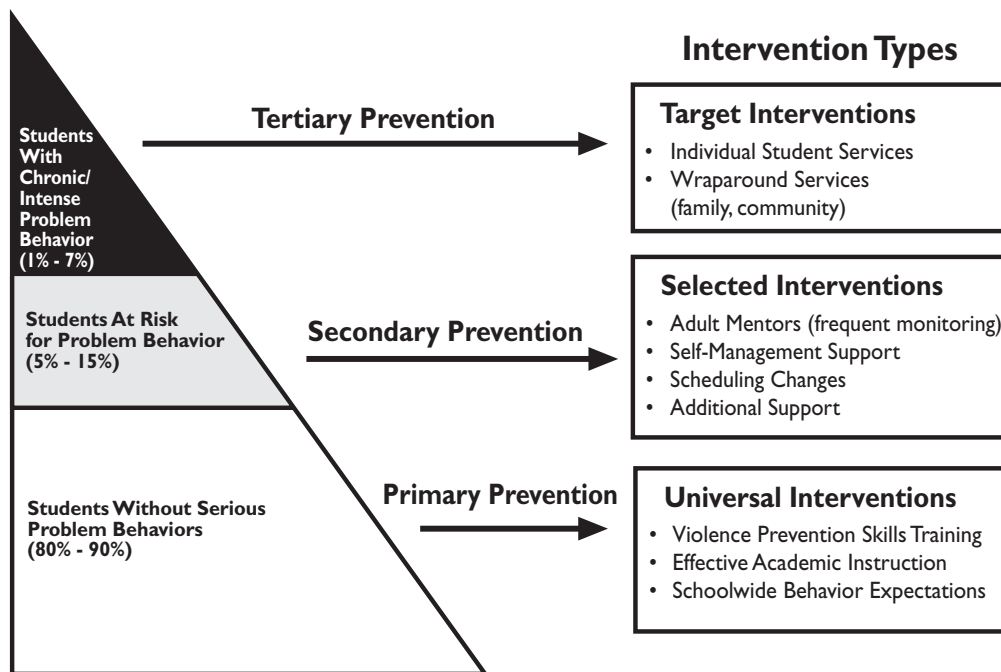 Intervention Types
Students
With
Chronic/
Intense
Problem
Behavior
(1% - 7%)
Tertiary Prevention
Target Interventions
• Individual Student Services
• Wraparound Services
(family, community)
Students At Risk
for Problem Behavior
(5% - 15%)
Secondary Prevention
Selected Interventions
• Adult Mentors (frequent monitoring)
• Self-Management Support
• Scheduling Changes
• Additional Support
Students Without Serious
Problem Behaviors
(80% - 90%)
Primary Prevention
Universal Interventions
• Violence Prevention Skills Training
• Effective Academic Instruction
• Schoolwide Behavior Expectations